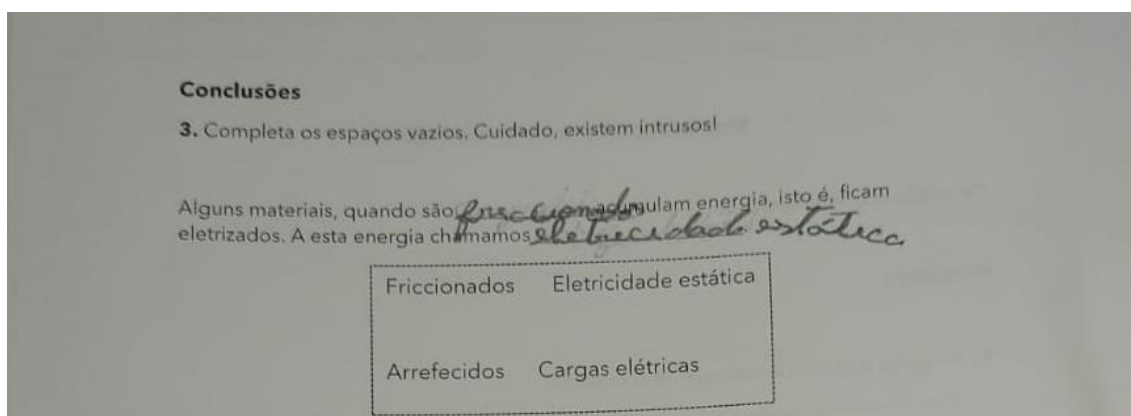 Conclusões
3. Completa os espaços vazios. Cuidado, existem intrusos!
Alguns materiais, quando são friccionados acumulam energia, isto é, ficam
eletrizados. A esta energia chamamos eletricidade estática
Friccionados Eletricidade estática
Arrefecidos Cargas elétricas